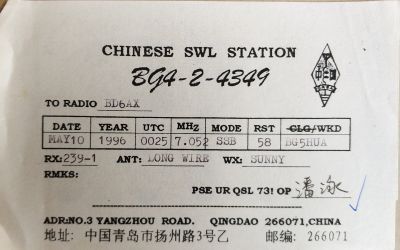 CHINESE SWL STATION
BG4-2-4349
TO RADIO BD6AX
DATE YEAR UTC MHz MODE RST CLG/WKD
MAY10 1996 0025 7.052 SSB 58 BG5HUA
RX:239-1 ANT: LONG WIRE WX: SUNNY
RMKS:
PSE UR QSL 73! OP 潘泳
ADR:NO.3 YANGZHOU ROAD. QINGDAO 266071,CHINA
地址: 中国青岛市扬州路3号乙 邮编: 266071